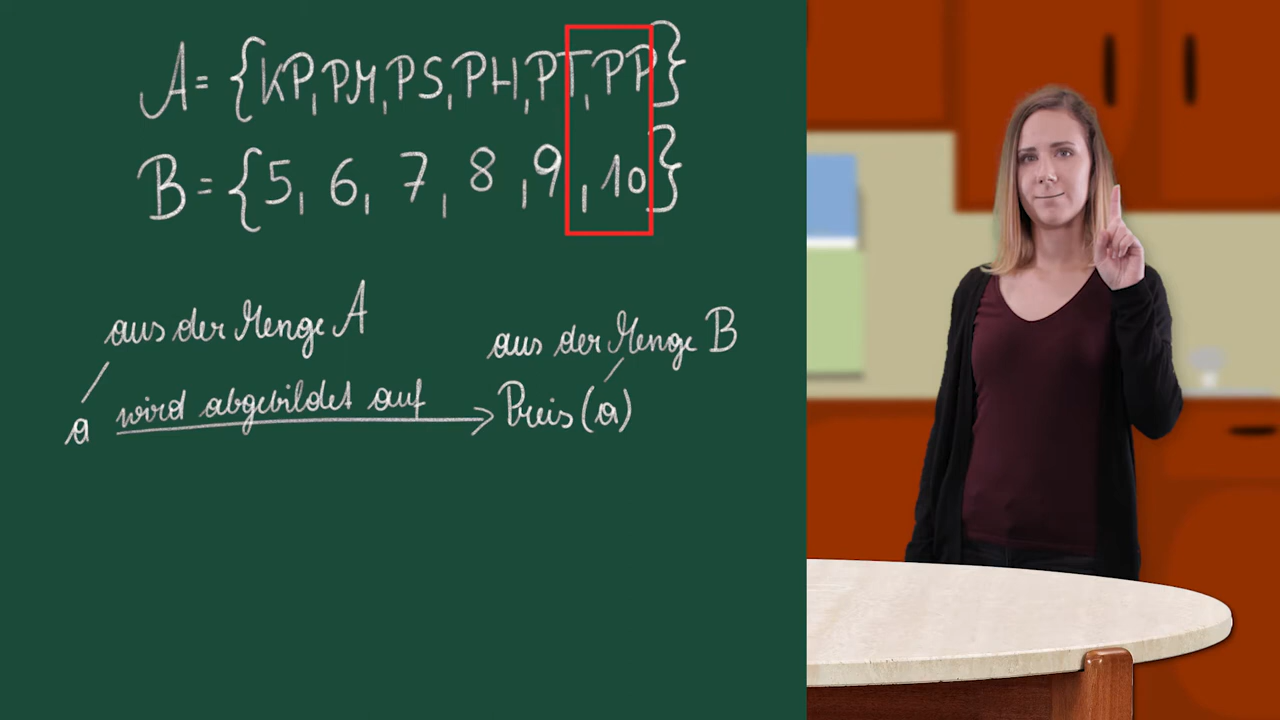 A = {KP, PM, PS, PH, PT, PP}
B = {5, 6, 7, 8, 9, 10}
aus der Menge A
aus der Menge B
a wird abgebildet auf Preis(a)